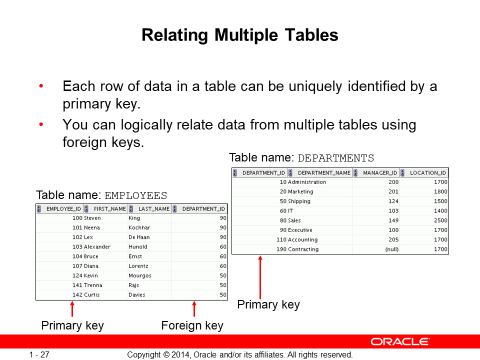 Relating Multiple Tables
• Each row of data in a table can be uniquely identified by a
primary key.
• You can logically relate data from multiple tables using
foreign keys.
Table name: DEPARTMENTS
DEPARTMENT_ID DEPARTMENT_NAME MANAGER_ID LOCATION_ID
10 Administration 200 1700
20 Marketing 201 1800
50 Shipping 124 1500
60 IT 103 1400
80 Sales 149 2500
90 Executive 100 1700
110 Accounting 205 1700
190 Contracting (null) 1700
Primary key
Table name: EMPLOYEES
EMPLOYEE_ID FIRST_NAME LAST_NAME DEPARTMENT_ID
100 Steven King 90
101 Neena Kochhar 90
102 Lex De Haan 90
103 Alexander Hunold 60
104 Bruce Ernst 60
107 Diana Lorentz 60
124 Kevin Mourgos 50
141 Trenna Rajs 50
142 Curtis Davies 50
Primary key Foreign key
ORACLE
1 - 27 Copyright © 2014, Oracle and/or its affiliates. All rights reserved.